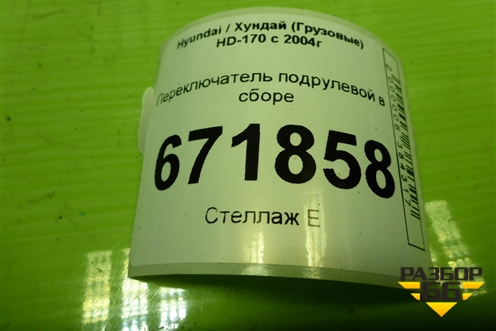 Hyundai / Хундай (Грузовые)
HD-170 с 2004г
Переключатель подрулевой в
сборе
671858
Стеллаж Е
РАЗБОР
66